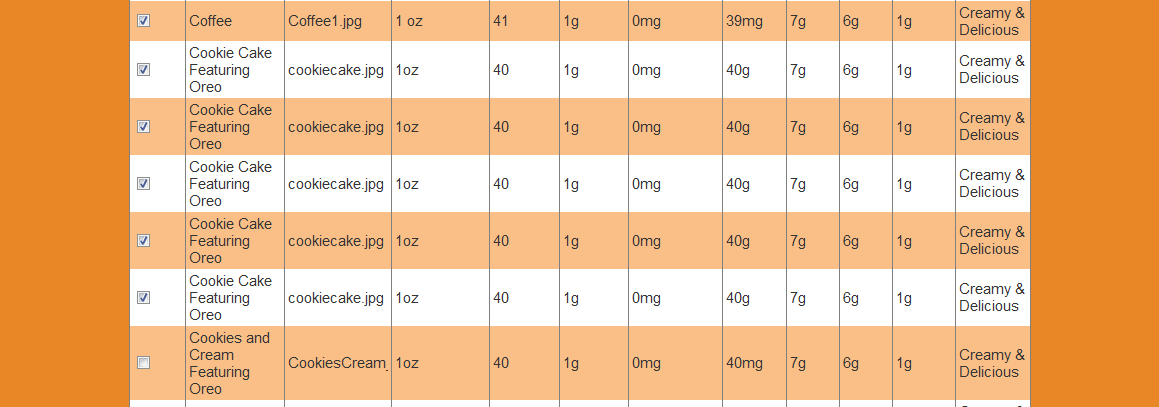 Coffee Coffee1.jpg 1 oz 41 1g 0mg 39mg 7g 6g 1g Creamy &
Delicious
Cookie Cake
Featuring
Oreo
cookiecake.jpg 1oz 40 1g 0mg 40g 7g 6g 1g Creamy &
Delicious
Cookie Cake
Featuring
Oreo
cookiecake.jpg 1oz 40 1g 0mg 40g 7g 6g 1g Creamy &
Delicious
Cookie Cake
Featuring
Oreo
cookiecake.jpg 1oz 40 1g 0mg 40g 7g 6g 1g Creamy &
Delicious
Cookie Cake
Featuring
Oreo
cookiecake.jpg 1oz 40 1g 0mg 40g 7g 6g 1g Creamy &
Delicious
Cookie Cake
Featuring
Oreo
cookiecake.jpg 1oz 40 1g 0mg 40g 7g 6g 1g Creamy &
Delicious
Cookies and
Cream
Featuring
Oreo
CookiesCream_ 1oz 40 1g 0mg 40mg 7g 6g 1g Creamy &
Delicious